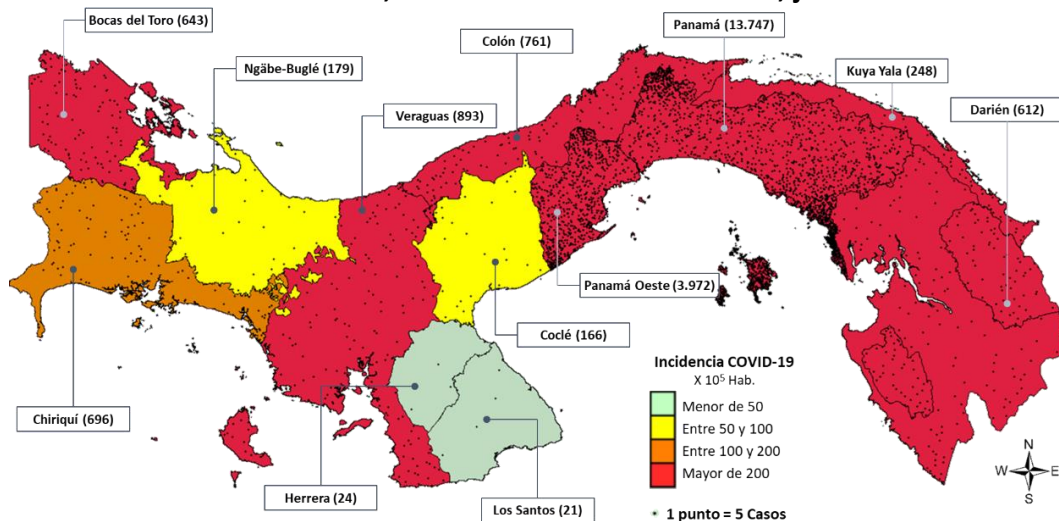 Bocas del Toro (643)
Panamá (13.747)
Colón (761)
Ngäbe-Buglé (179)
Kuya Yala (248)
Veraguas (893)
Darién (612)
Panamá Oeste (3.972)
Coclé (166)
Chiriquí (696)
Herrera (24)
Los Santos (21)
Incidencia COVID-19
X 10⁵ Hab.
Menor de 50
Entre 50 y 100
Entre 100 y 200
Mayor de 200
1 punto = 5 Casos
N
W E
S